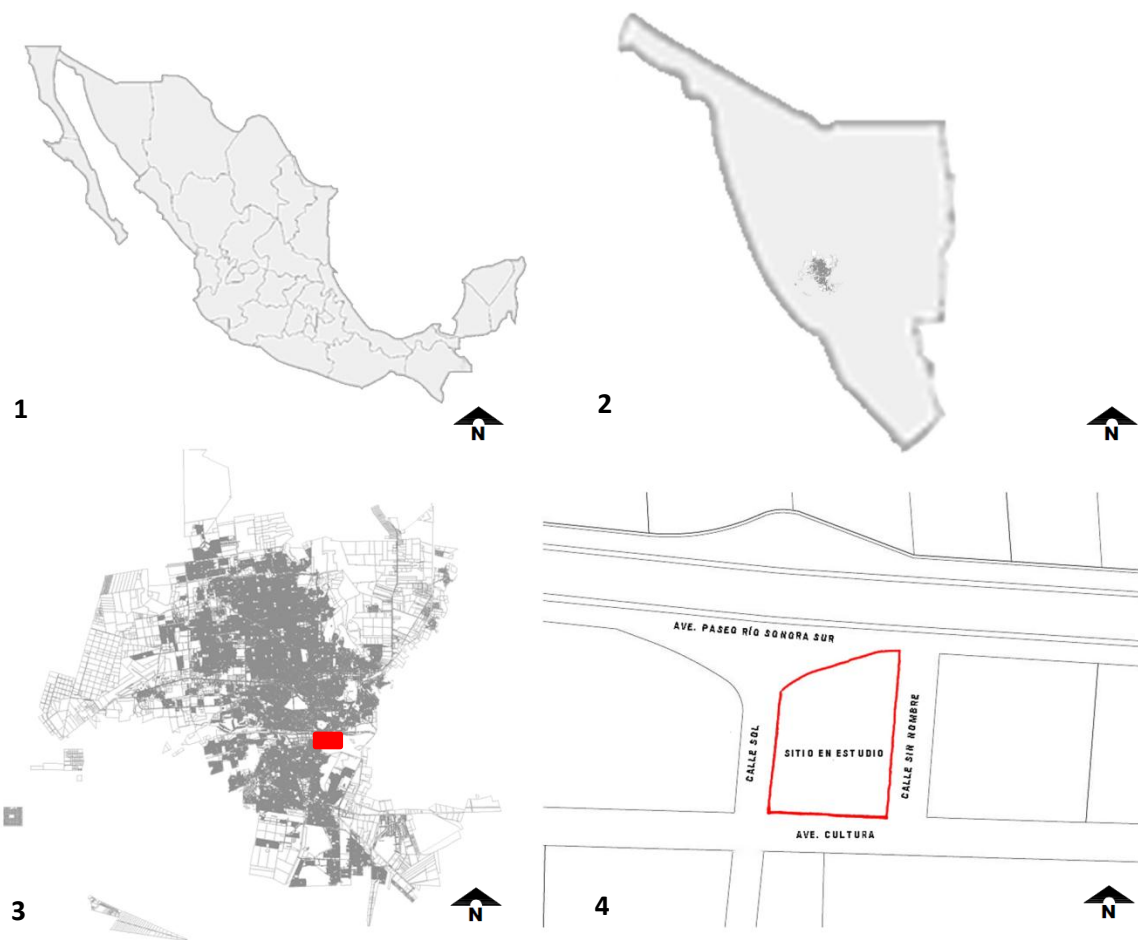 1
N
2
N
3
N
AVE. PASEO RÍO SONORA SUR
CALLE SOL
SITIO EN ESTUDIO
CALLE SIN NOMBRE
AVE. CULTURA
4
N